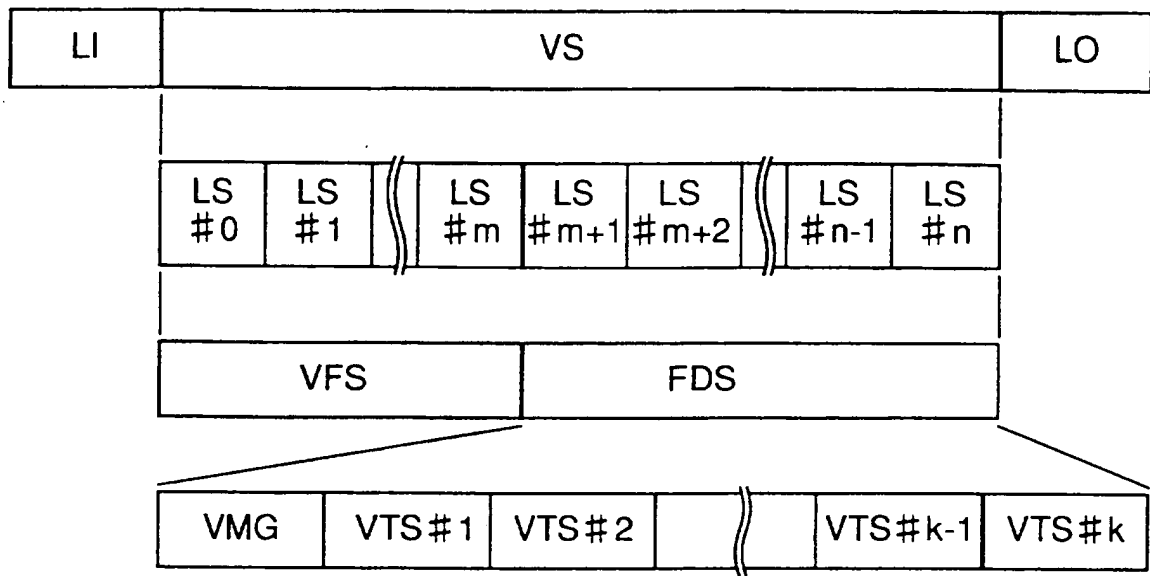 LI VS LO
LS LS LS LS LS LS LS
#0 #1 #m #m+1 #m+2 #n-1 #n
VFS FDS
VMG VTS#1 VTS#2 VTS#k-1 VTS#k